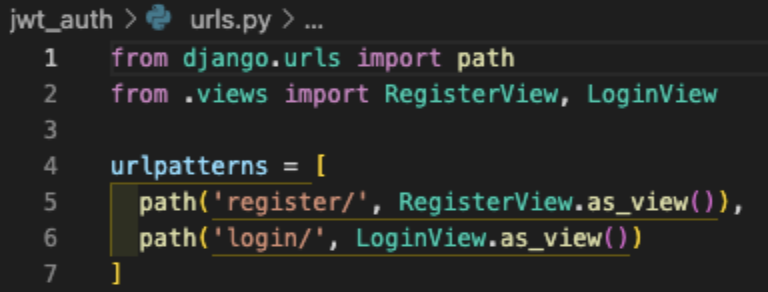 jwt_auth > urls.py > ...
1 from django.urls import path
2 from .views import RegisterView, LoginView
3
4 urlpatterns = [
5   path('register/', RegisterView.as_view()),
6   path('login/', LoginView.as_view())
7 ]